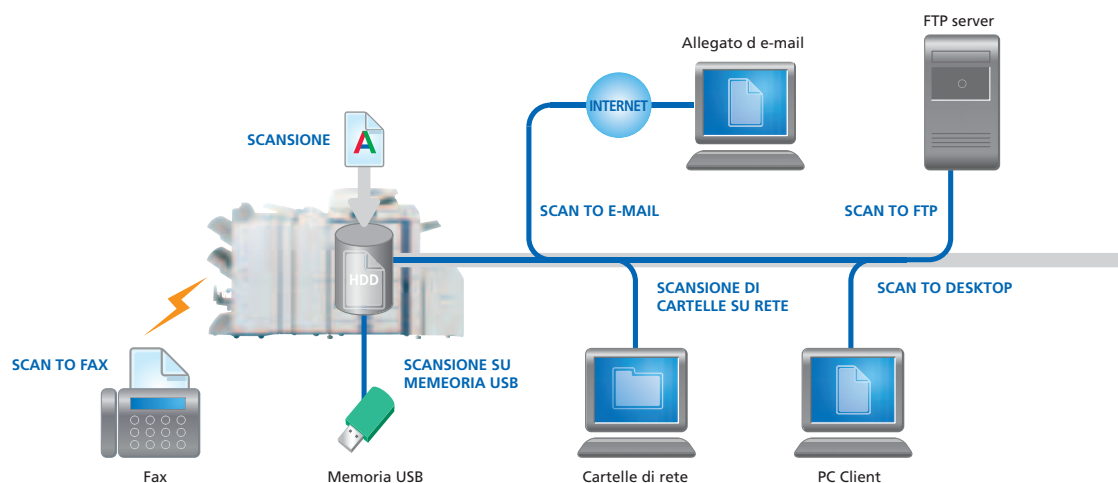 FTP server
Allegato d e-mail
INTERNET
SCANSIONE
A
SCAN TO E-MAIL
SCAN TO FTP
HDD
SCANSIONE DI
CARTELLE SU RETE
SCAN TO DESKTOP
SCAN TO FAX
SCANSIONE SU
MEMEORIA USB
Fax
Memoria USB
Cartelle di rete
PC Client